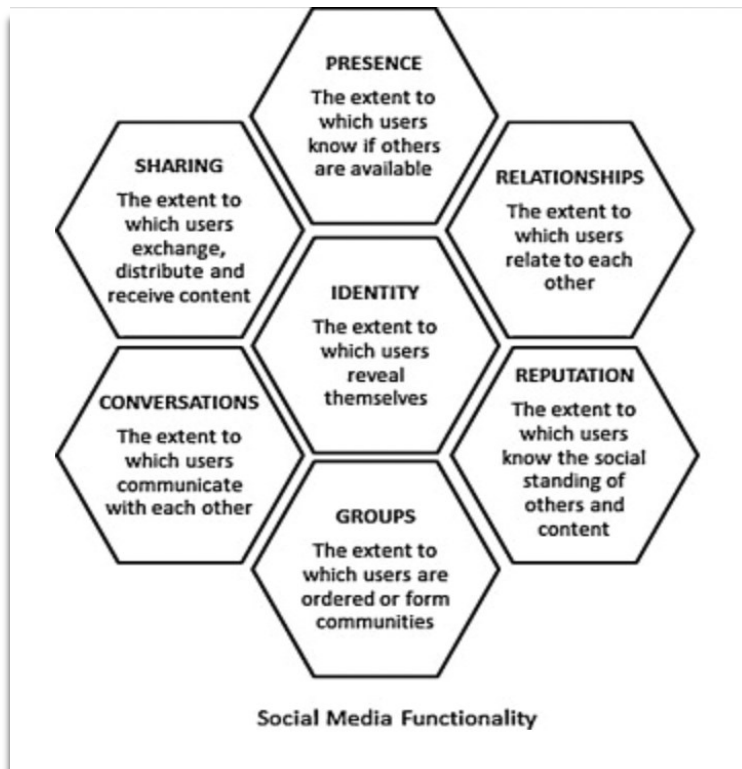 PRESENCE
The extent to
which users
know if others
are available
SHARING
The extent to
which users
exchange,
distribute and
receive content
RELATIONSHIPS
The extent to
which users
relate to each
other
IDENTITY
The extent to
which users
reveal
themselves
CONVERSATIONS
The extent to
which users
communicate
with each other
REPUTATION
The extent to
which users
know the social
standing of
others and
content
GROUPS
The extent to
which users are
ordered or form
communities
Social Media Functionality